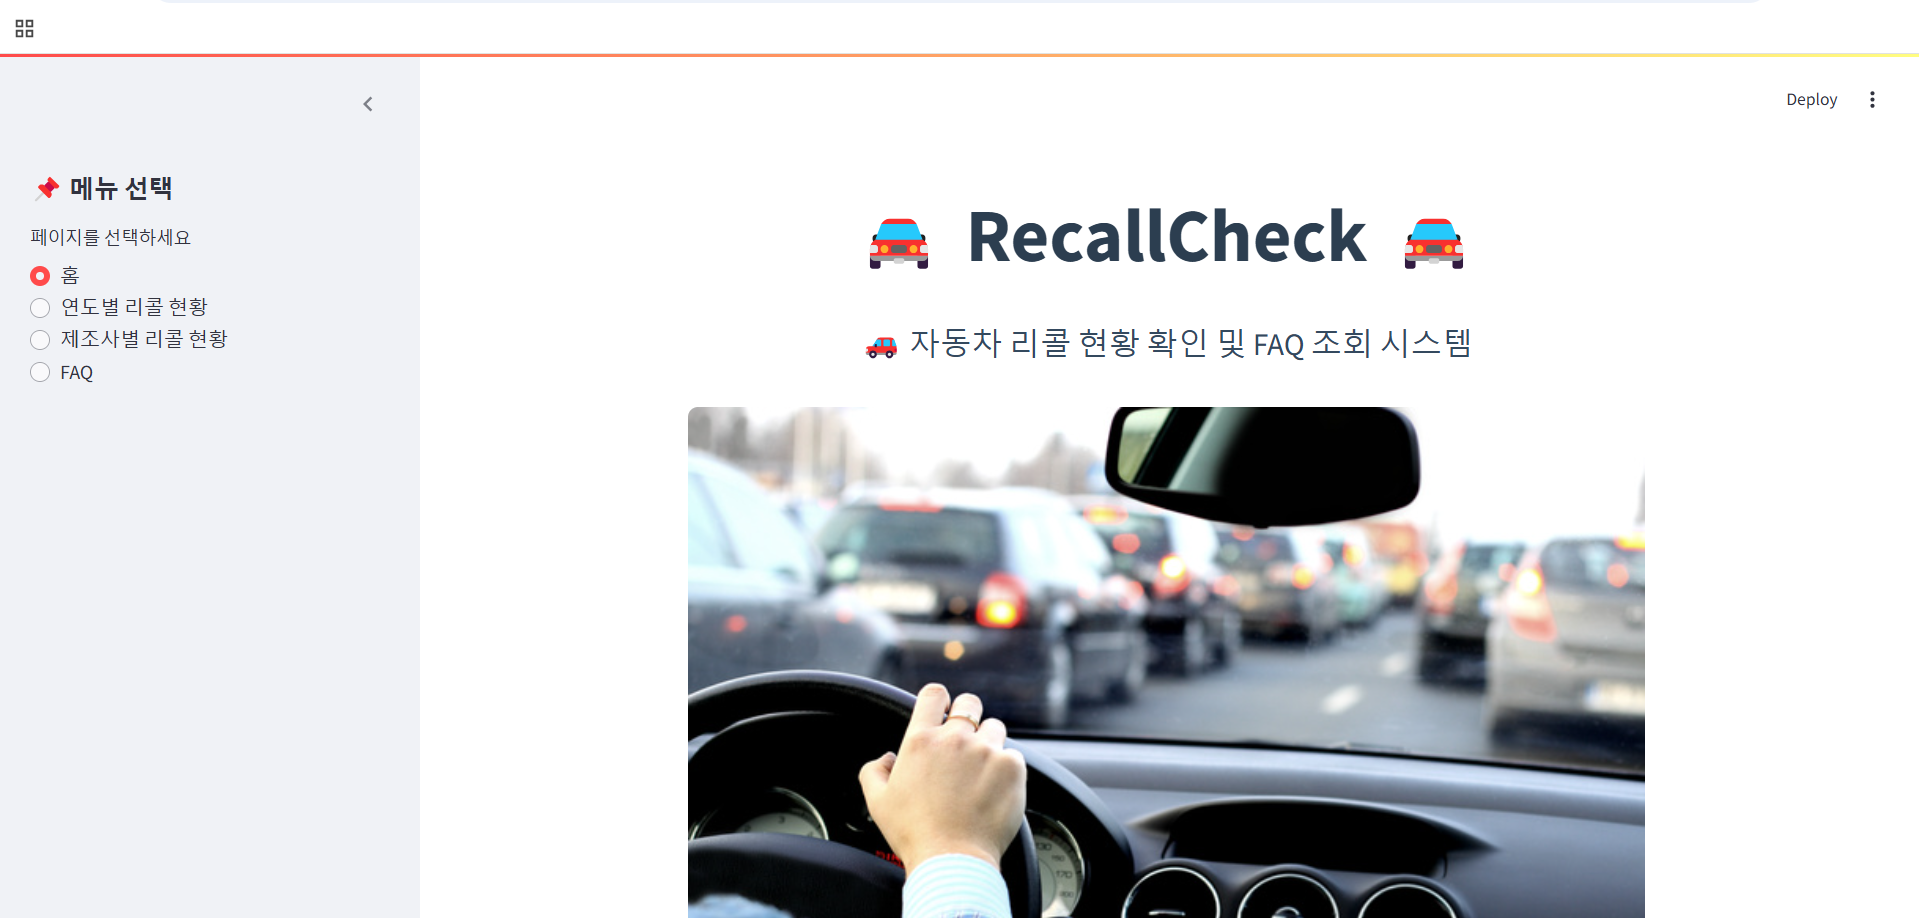 Deploy
메뉴 선택
페이지를 선택하세요
홈
연도별 리콜 현황
제조사별 리콜 현황
FAQ
RecallCheck
자동차 리콜 현황 확인 및 FAQ 조회 시스템